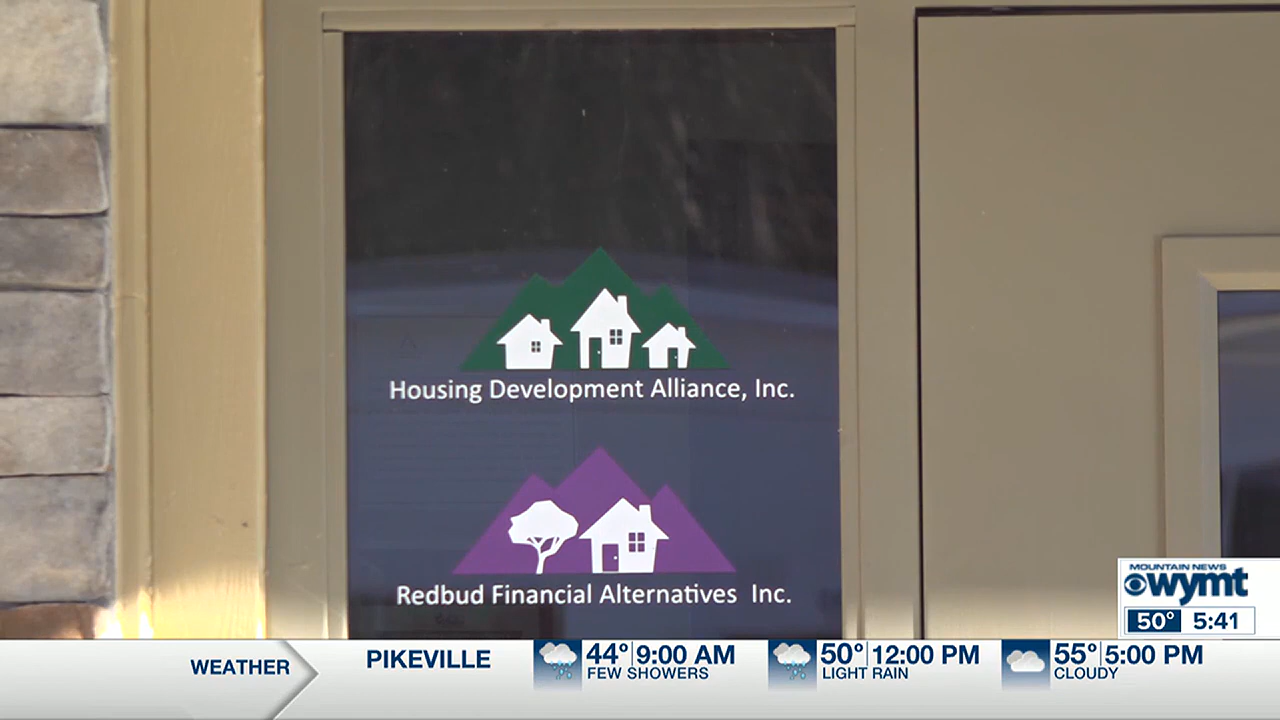 Housing Development Alliance, Inc.
Redbud Financial Alternatives Inc.
MOUNTAIN NEWS
wymt
50° 5:41
WEATHER
PIKEVILLE
44° 9:00 AM
FEW SHOWERS
50° 12:00 PM
LIGHT RAIN
55° 5:00 PM
CLOUDY